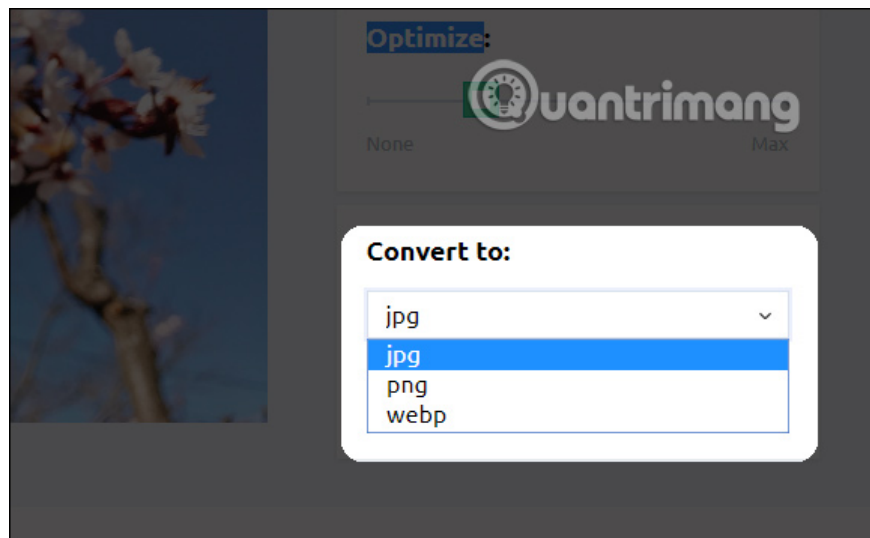 Optimize:
Quantrimang
None
Max
Convert to:
jpg
jpg
png
webp